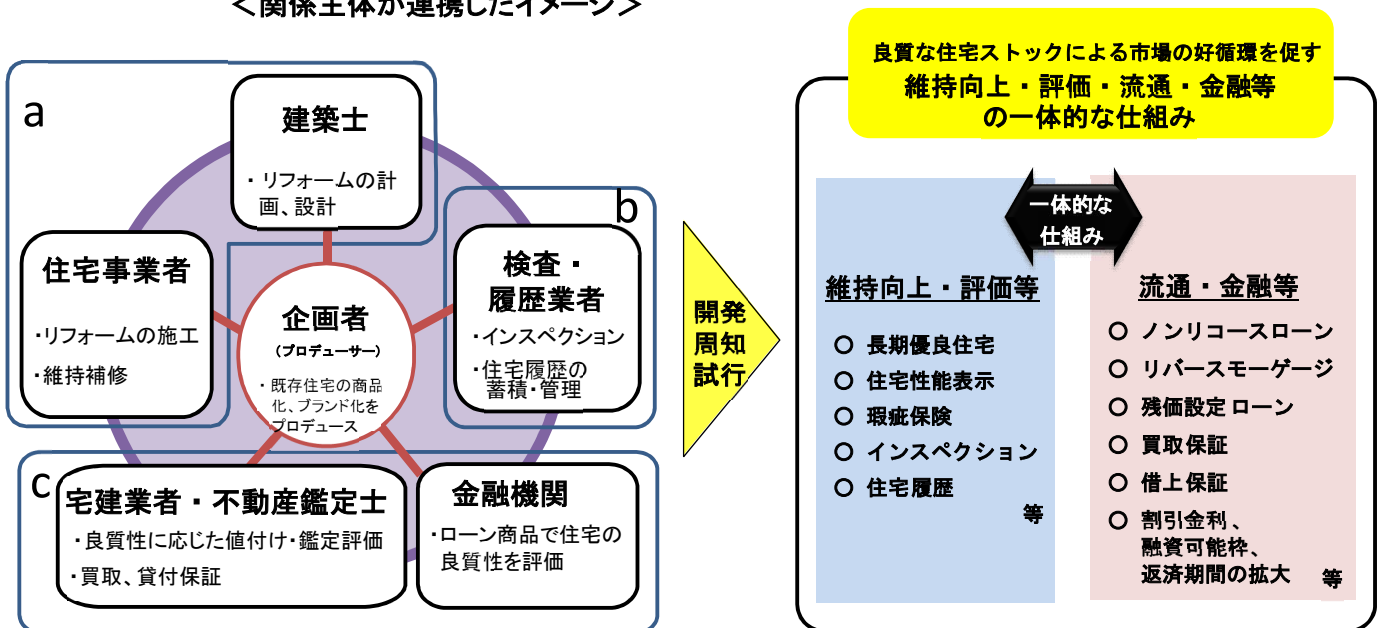 ＜関係主体が連携したイメージ＞
a
建築士
・リフォームの計
画、設計
住宅事業者
・リフォームの施工
・維持補修
b
検査・
履歴業者
・インスペクション
・住宅履歴の
蓄積・管理
企画者
（プロデューサー）
・既存住宅の商品
化、ブランド化を
プロデュース
c
宅建業者・不動産鑑定士
・良質性に応じた値付け・鑑定評価
・買取、貸付保証
金融機関
・ローン商品で住宅の
良質性を評価
開発
周知
試行
良質な住宅ストックによる市場の好循環を促す
維持向上・評価・流通・金融等
の一体的な仕組み
一体的な
仕組み
維持向上・評価等
○ 長期優良住宅
○ 住宅性能表示
○ 瑕疵保険
○ インスペクション
○ 住宅履歴
等
流通・金融等
○ ノンリコースローン
○ リバースモーゲージ
○ 残価設定ローン
○ 買取保証
○ 借上保証
○ 割引金利、
融資可能枠、
返済期間の拡大 等